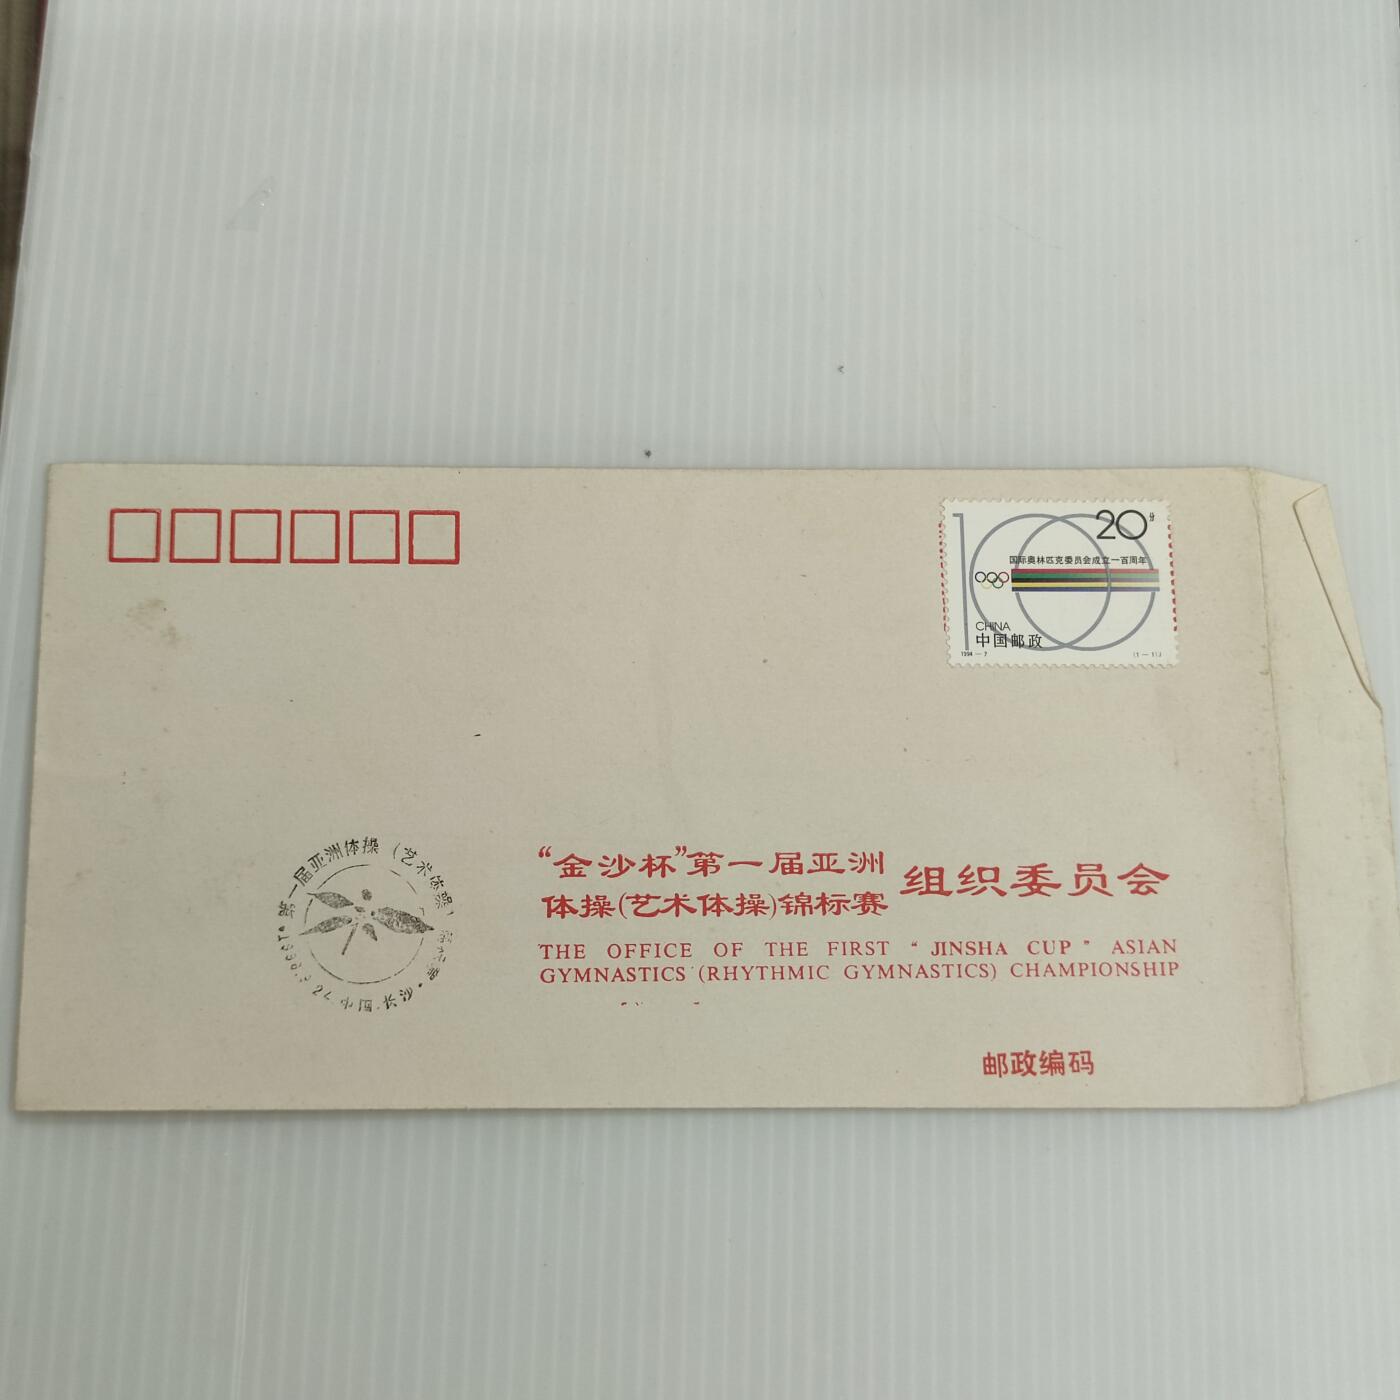 20分
国际奥林匹克委员会成立一百周年
CHINA
中国邮政
1994—7
(1—1)J
第一届亚洲体操（艺术体操）
中国·长沙
“金沙杯”第一届亚洲
体操(艺术体操)锦标赛
组织委员会
THE OFFICE OF THE FIRST “ JINSHA CUP ” ASIAN
GYMNASTICS (RHYTHMIC GYMNASTICS) CHAMPIONSHIP
邮政编码